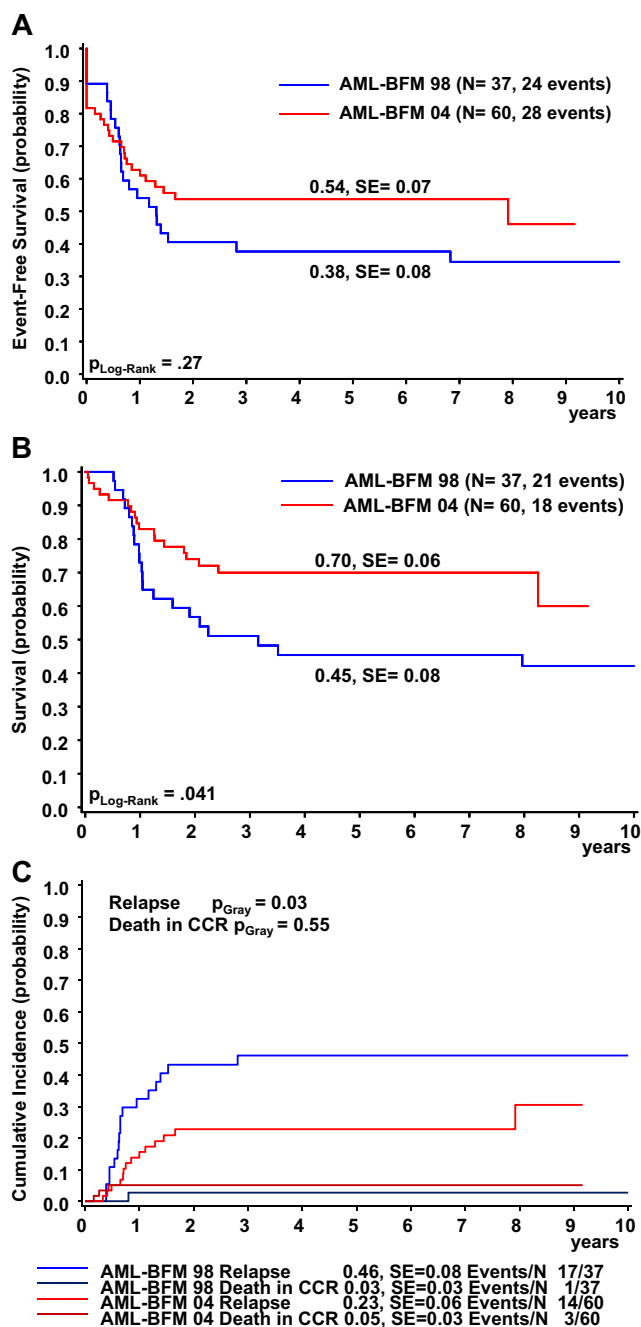 A
1.0
0.9
0.8
0.7
0.6
0.5
0.4
0.3
0.2
0.1
0.0
Event-Free Survival (probability)
AML-BFM 98 (N= 37, 24 events)
AML-BFM 04 (N= 60, 28 events)
0.54, SE= 0.07
0.38, SE= 0.08
pLog-Rank = .27
0 1 2 3 4 5 6 7 8 9 10
years
B
1.0
0.9
0.8
0.7
0.6
0.5
0.4
0.3
0.2
0.1
0.0
Survival (probability)
AML-BFM 98 (N= 37, 21 events)
AML-BFM 04 (N= 60, 18 events)
0.70, SE= 0.06
0.45, SE= 0.08
pLog-Rank = .041
0 1 2 3 4 5 6 7 8 9 10
years
C
1.0
0.9
0.8
0.7
0.6
0.5
0.4
0.3
0.2
0.1
0.0
Cumulative Incidence (probability)
Relapse pGray = 0.03
Death in CCR pGray = 0.55
0 1 2 3 4 5 6 7 8 9 10
years
AML-BFM 98 Relapse 0.46, SE=0.08 Events/N 17/37
AML-BFM 98 Death in CCR 0.03, SE=0.03 Events/N 1/37
AML-BFM 04 Relapse 0.23, SE=0.06 Events/N 14/60
AML-BFM 04 Death in CCR 0.05, SE=0.03 Events/N 3/60